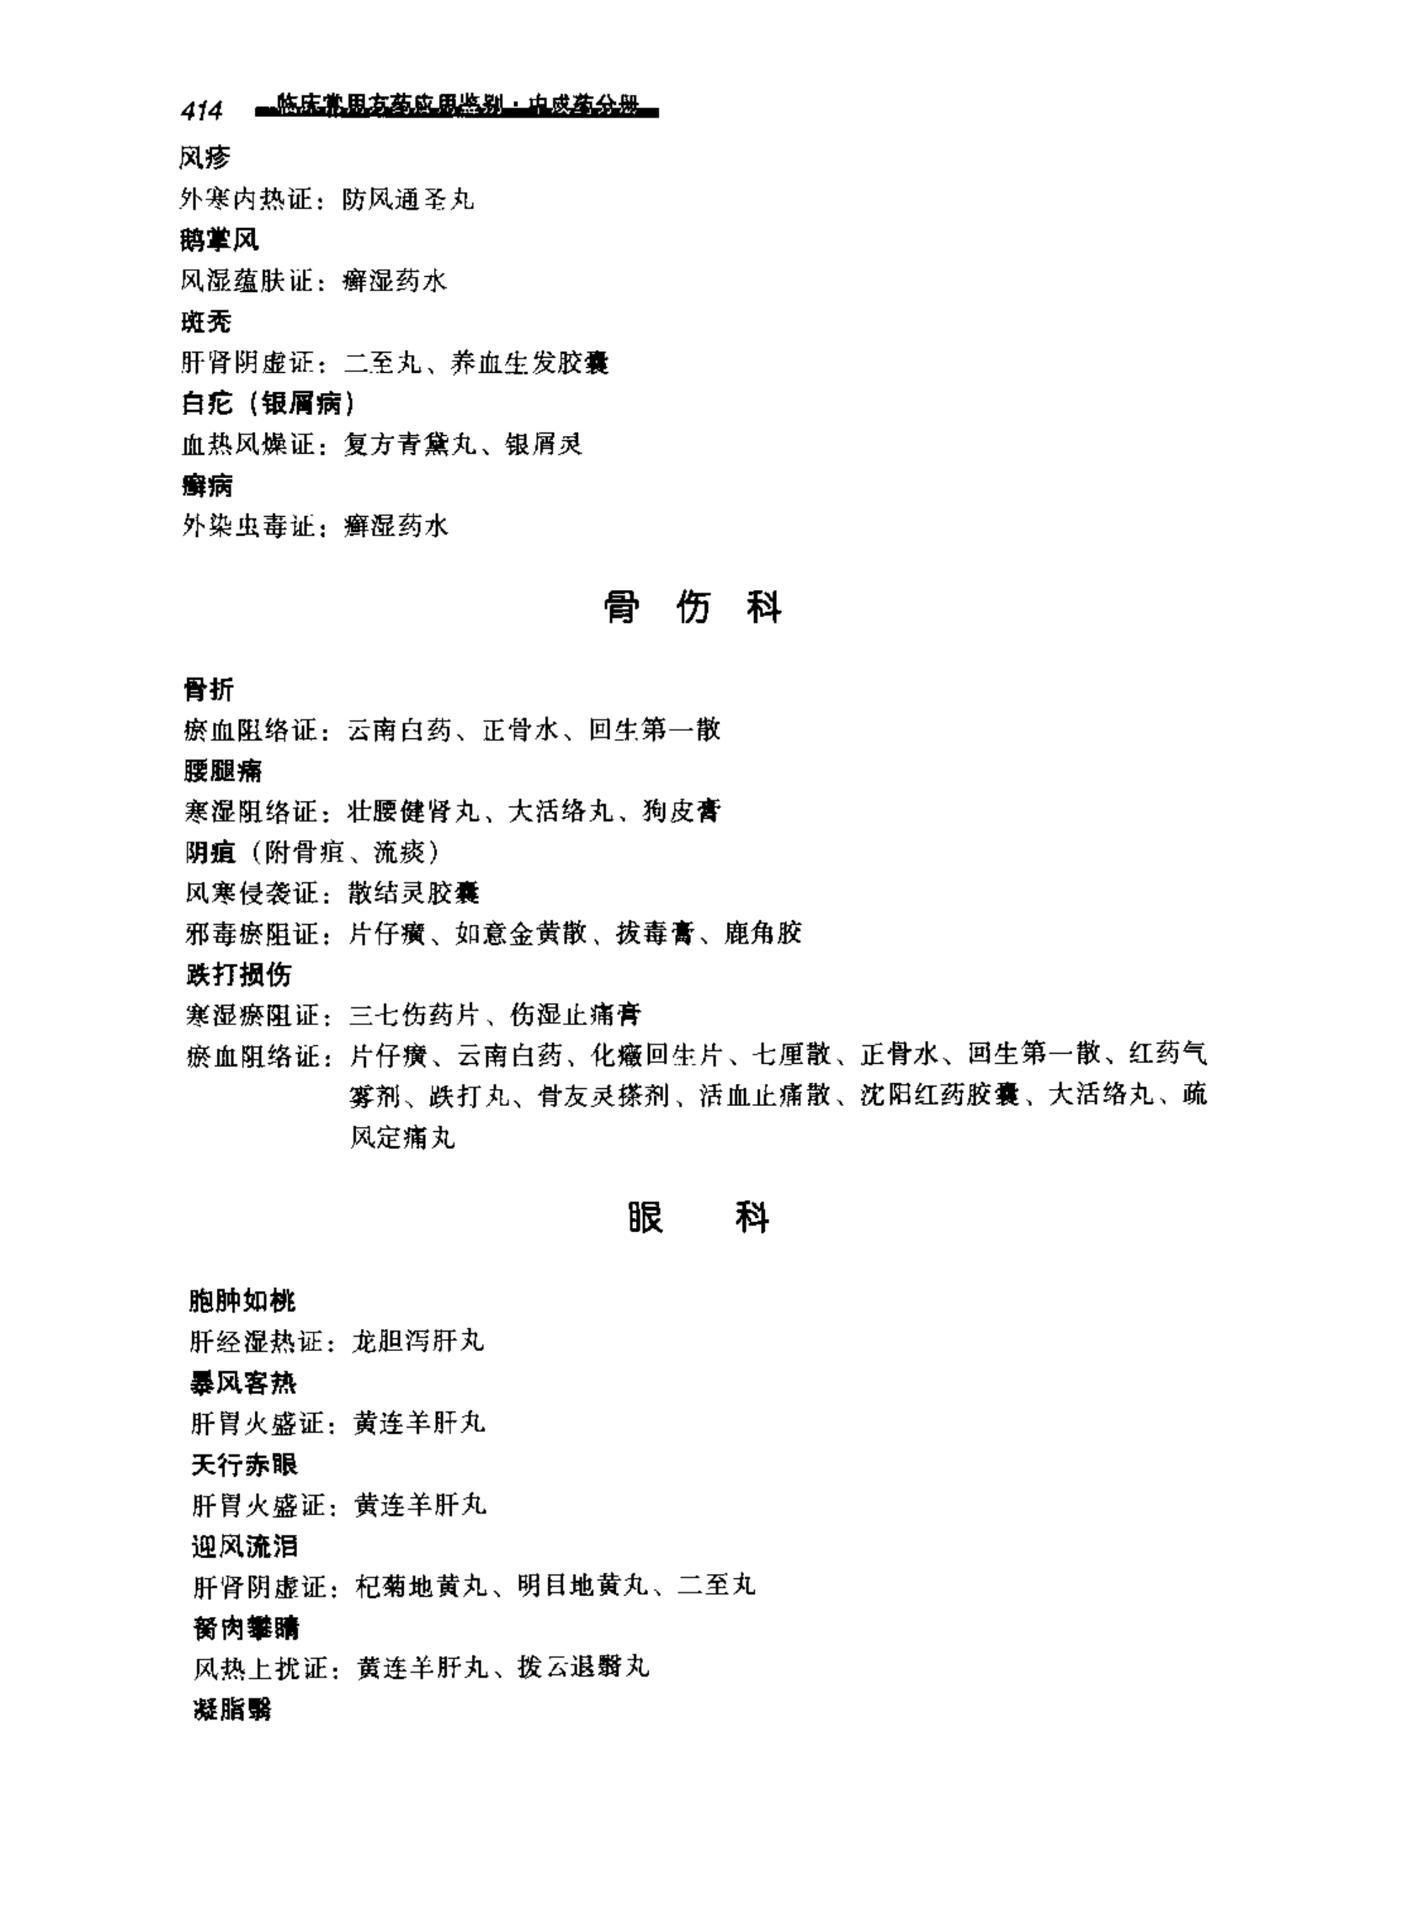 414 临床常用方药应用鉴别·中成药分册
风疹
外寒内热证：防风通圣丸
鹅掌风
风湿蕴肤证：癣湿药水
斑秃
肝肾阴虚证：二至丸、养血生发胶囊
白疕（银屑病）
血热风燥证：复方青黛丸、银屑灵
癣病
外染虫毒证：癣湿药水
骨伤科
骨折
瘀血阻络证：云南白药、正骨水、回生第一散
腰腿痛
寒湿阻络证：壮腰健肾丸、大活络丸、狗皮膏
阴疽（附骨疽、流痰）
风寒侵袭证：散结灵胶囊
邪毒瘀阻证：片仔癀、如意金黄散、拔毒膏、鹿角胶
跌打损伤
寒湿瘀阻证：三七伤药片、伤湿止痛膏
瘀血阻络证：片仔癀、云南白药、化癥回生片、七厘散、正骨水、回生第一散、红药气
雾剂、跌打丸、骨友灵搽剂、活血止痛散、沈阳红药胶囊、大活络丸、疏
风定痛丸
眼科
胞肿如桃
肝经湿热证：龙胆泻肝丸
暴风客热
肝胃火盛证：黄连羊肝丸
天行赤眼
肝胃火盛证：黄连羊肝丸
迎风流泪
肝肾阴虚证：杞菊地黄丸、明目地黄丸、二至丸
胬肉攀睛
风热上扰证：黄连羊肝丸、拨云退翳丸
凝脂翳